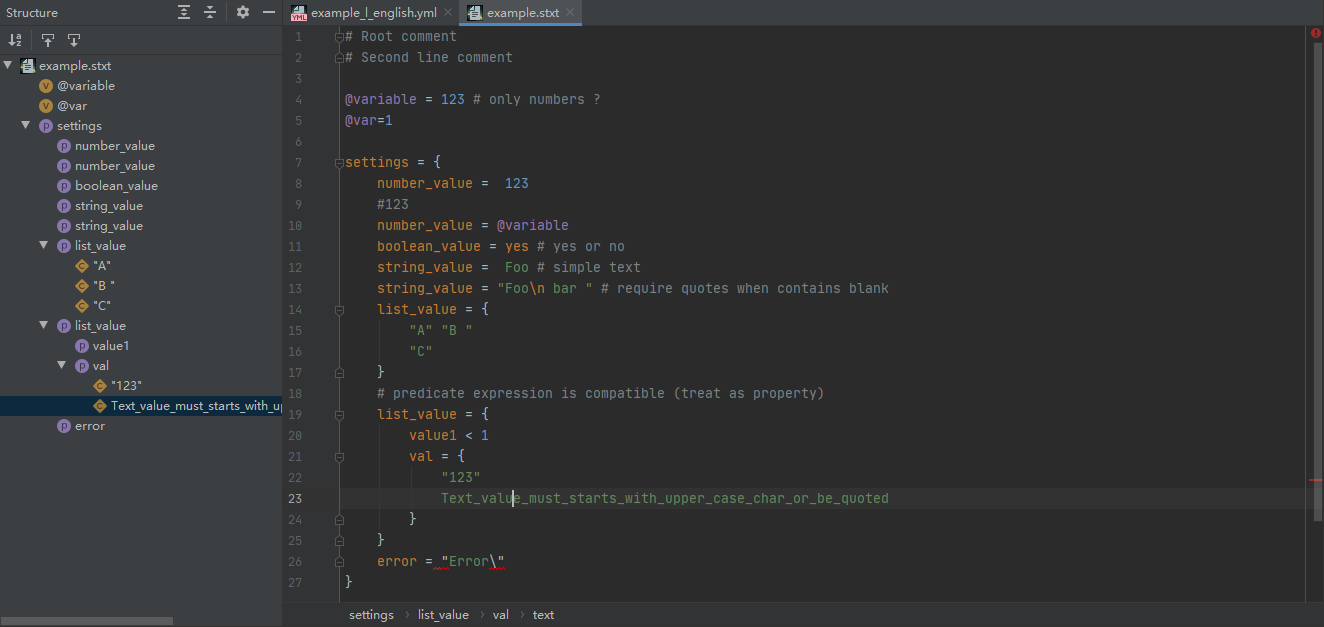 Structure
example_l_english.yml
example.stxt
example.stxt
V @variable
V @var
p settings
p number_value
p number_value
p boolean_value
p string_value
p string_value
p list_value
C "A"
C "B "
C "C"
p list_value
p value1
p val
C "123"
C Text_value_must_starts_with_up
p error
1 # Root comment
2 # Second line comment
3
4 @variable = 123 # only numbers ?
5 @var=1
6
7 settings = {
8     number_value =  123
9     #123
10     number_value = @variable
11     boolean_value = yes # yes or no
12     string_value =  Foo # simple text
13     string_value = "Foo\n bar " # require quotes when contains blank
14     list_value = {
15         "A" "B "
16         "C"
17     }
18     # predicate expression is compatible (treat as property)
19     list_value = {
20         value1 < 1
21         val = {
22             "123"
23             Text_value_must_starts_with_upper_case_char_or_be_quoted
24         }
25     }
26     error = "Error\"
27 }
settings › list_value › val › text